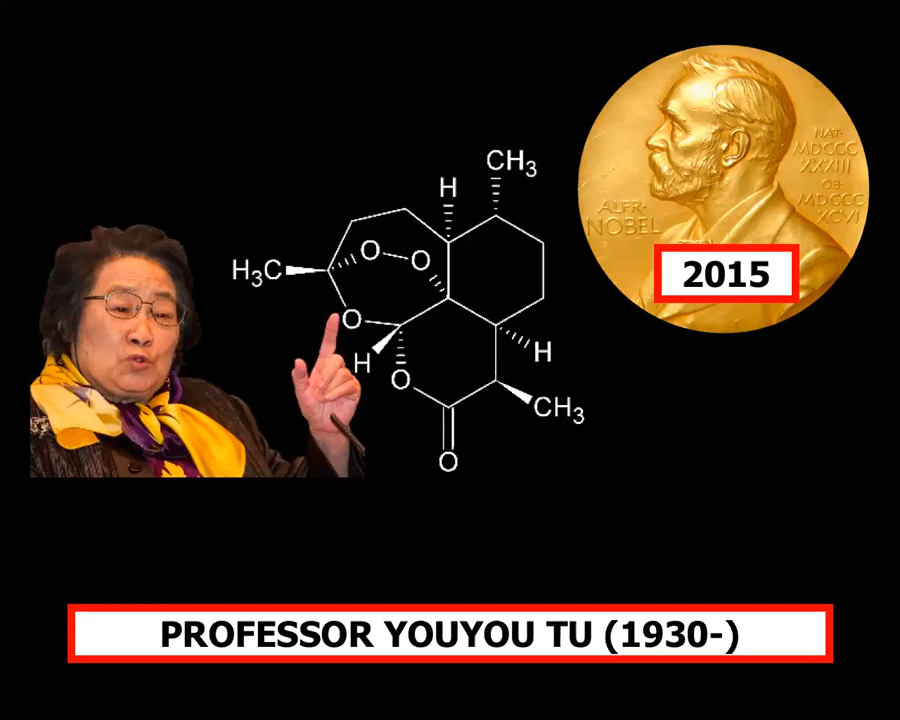 CH3
H
O
O
H3C
O
H
H
O
CH3
O
ALFR·
NOBEL
NAT·
MDCCC
XXXIII
OB·
MDCCC
XCVI
2015
PROFESSOR YOUYOU TU (1930-)